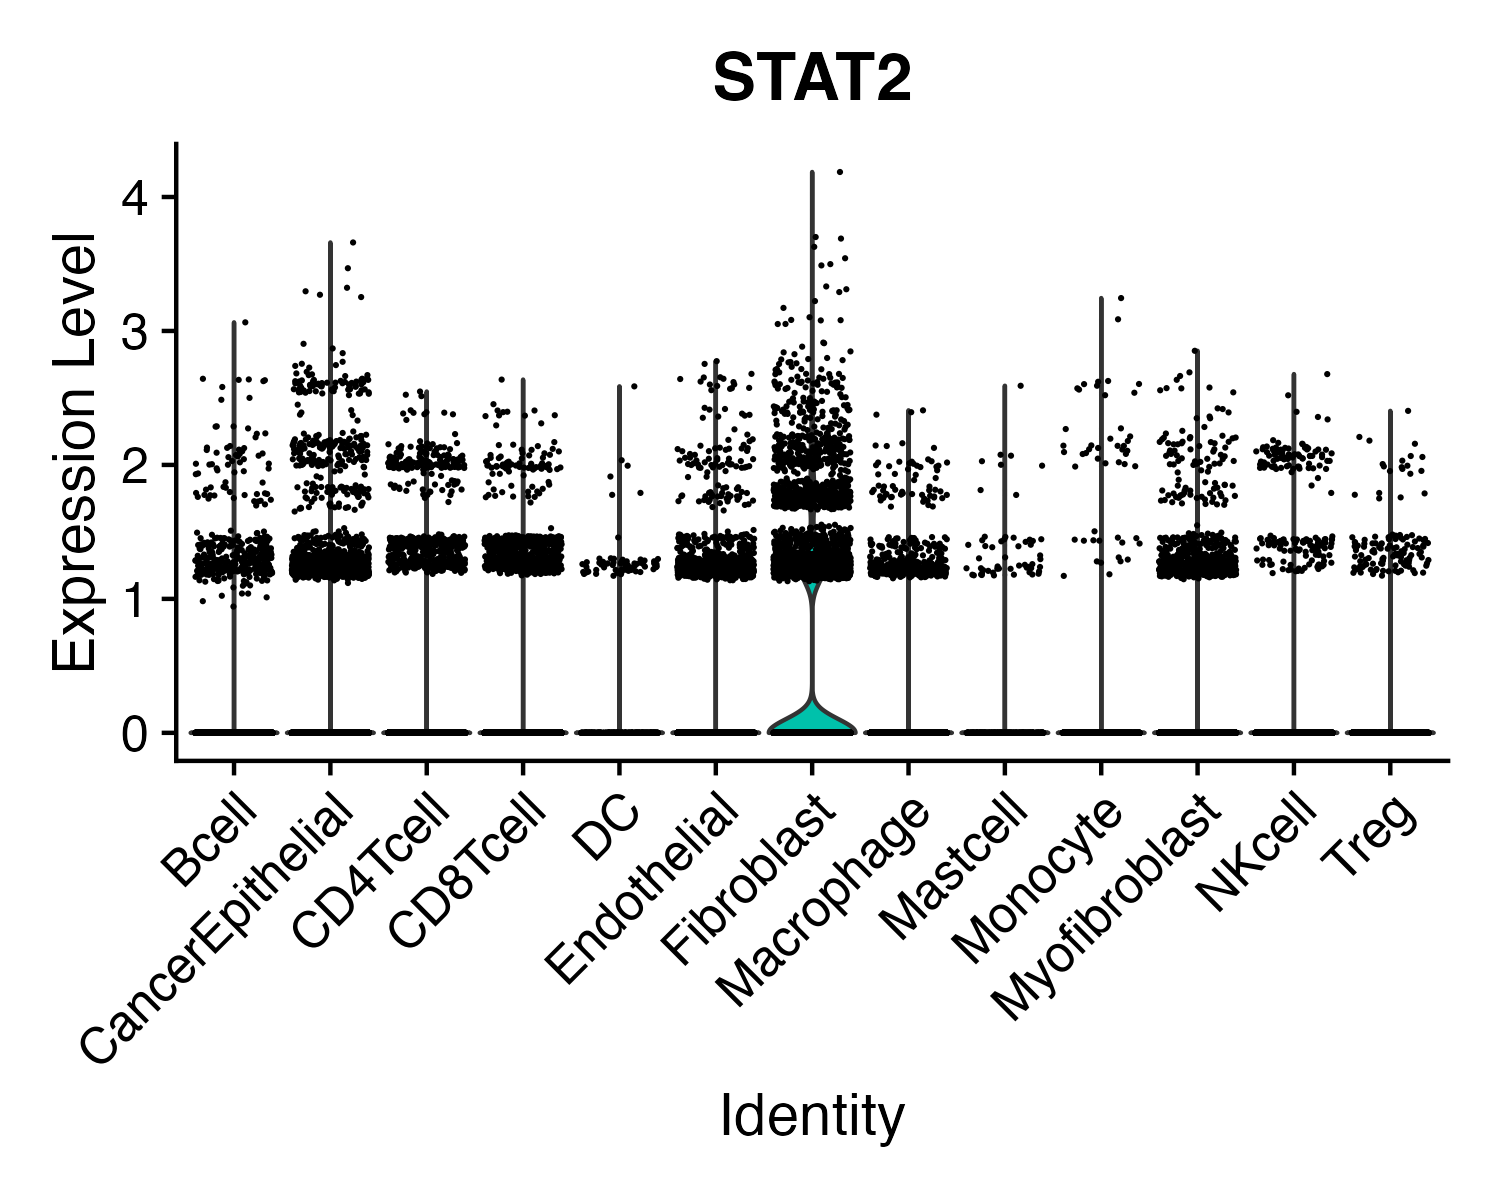 STAT2
Expression Level
4
3
2
1
0
Bcell
CancerEpithelial
CD4Tcell
CD8Tcell
DC
Endothelial
Fibroblast
Macrophage
Mastcell
Monocyte
Myofibroblast
NKcell
Treg
Identity